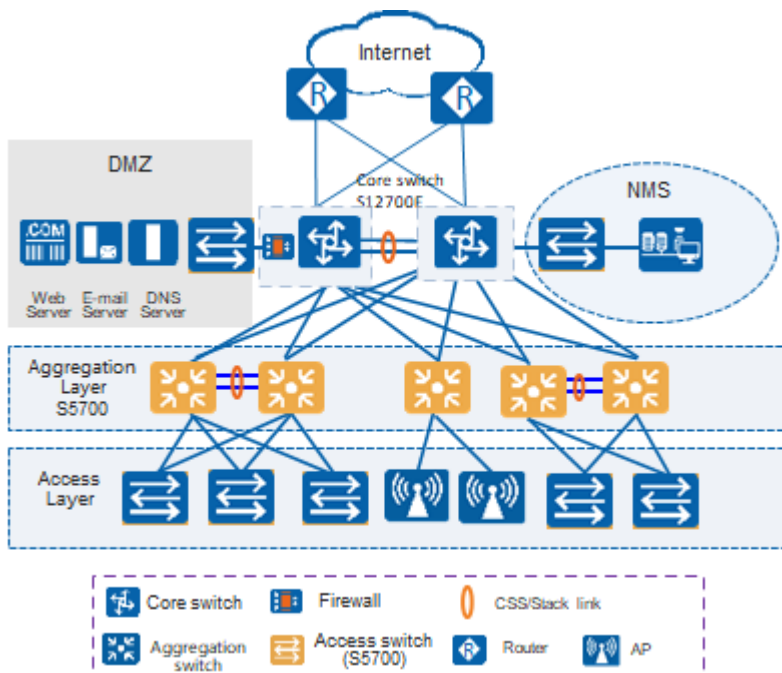 Internet
R
R
DMZ
Core switch
S12700E
NMS
.COM
Web
Server
E-mail
Server
DNS
Server
Aggregation
Layer
S5700
Access
Layer
Core switch
Firewall
CSS/Stack link
Aggregation
switch
Access switch
(S5700)
R
Router
AP